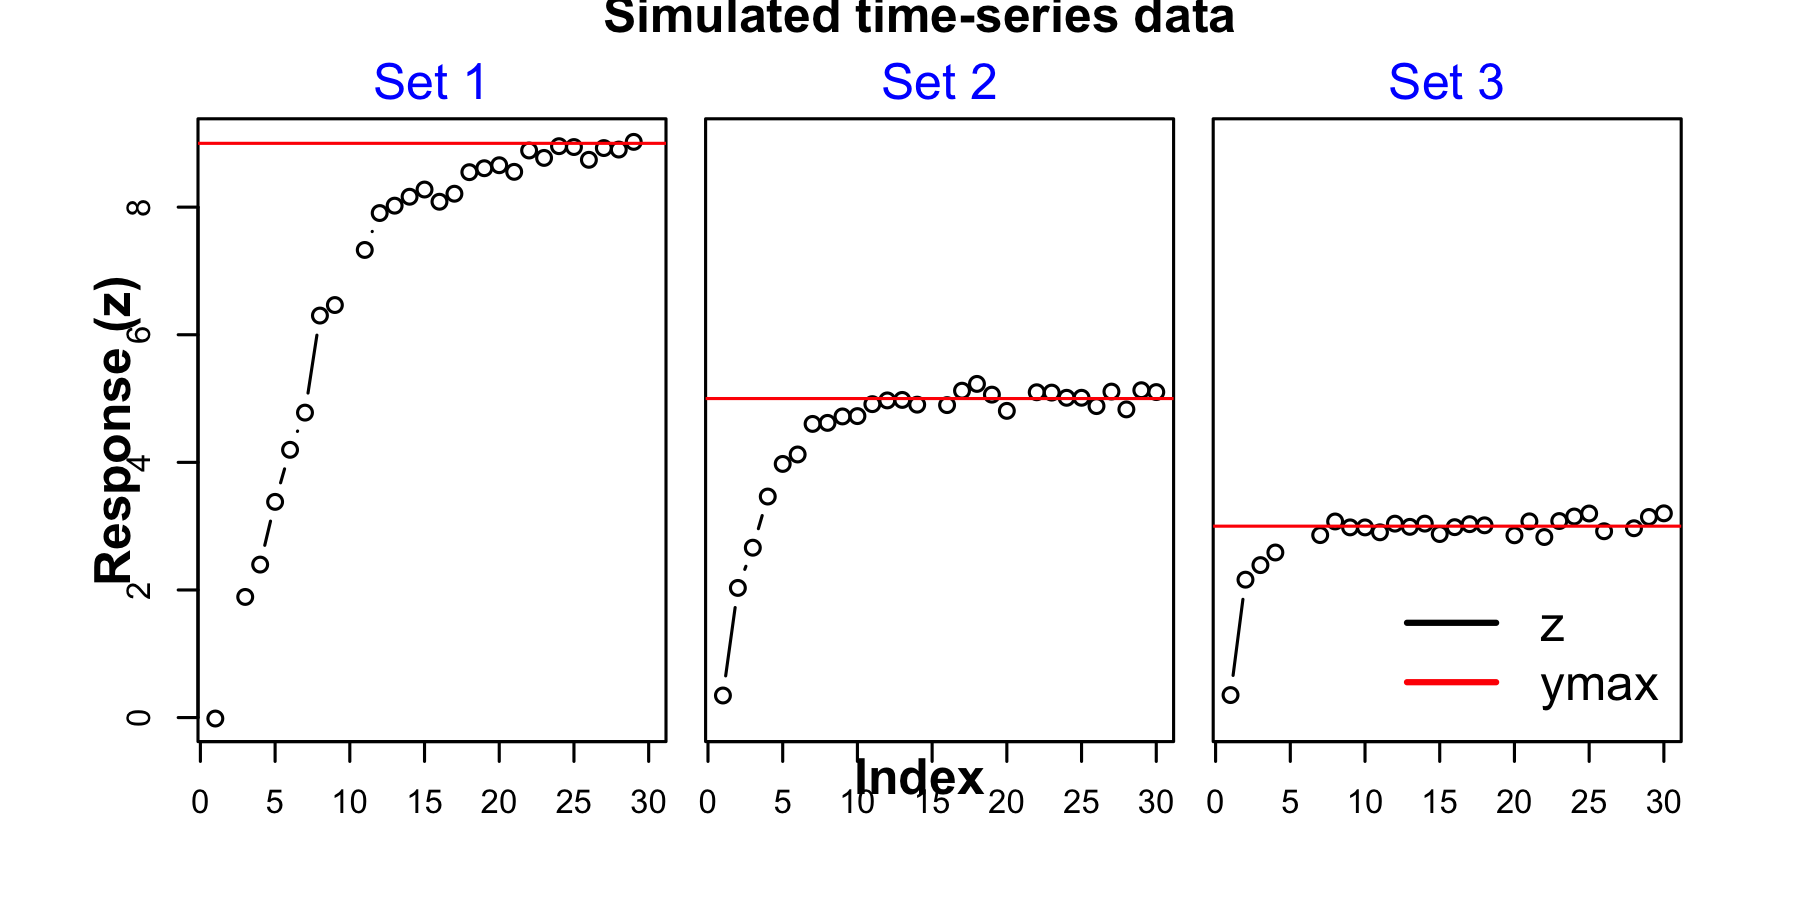 Simulated time-series data
Set 1
Set 2
Set 3
Response (z)
8
6
4
2
0
z
ymax
0 5 10 15 20 25 30
0 5 10 15 20 25 30
0 5 10 15 20 25 30
Index